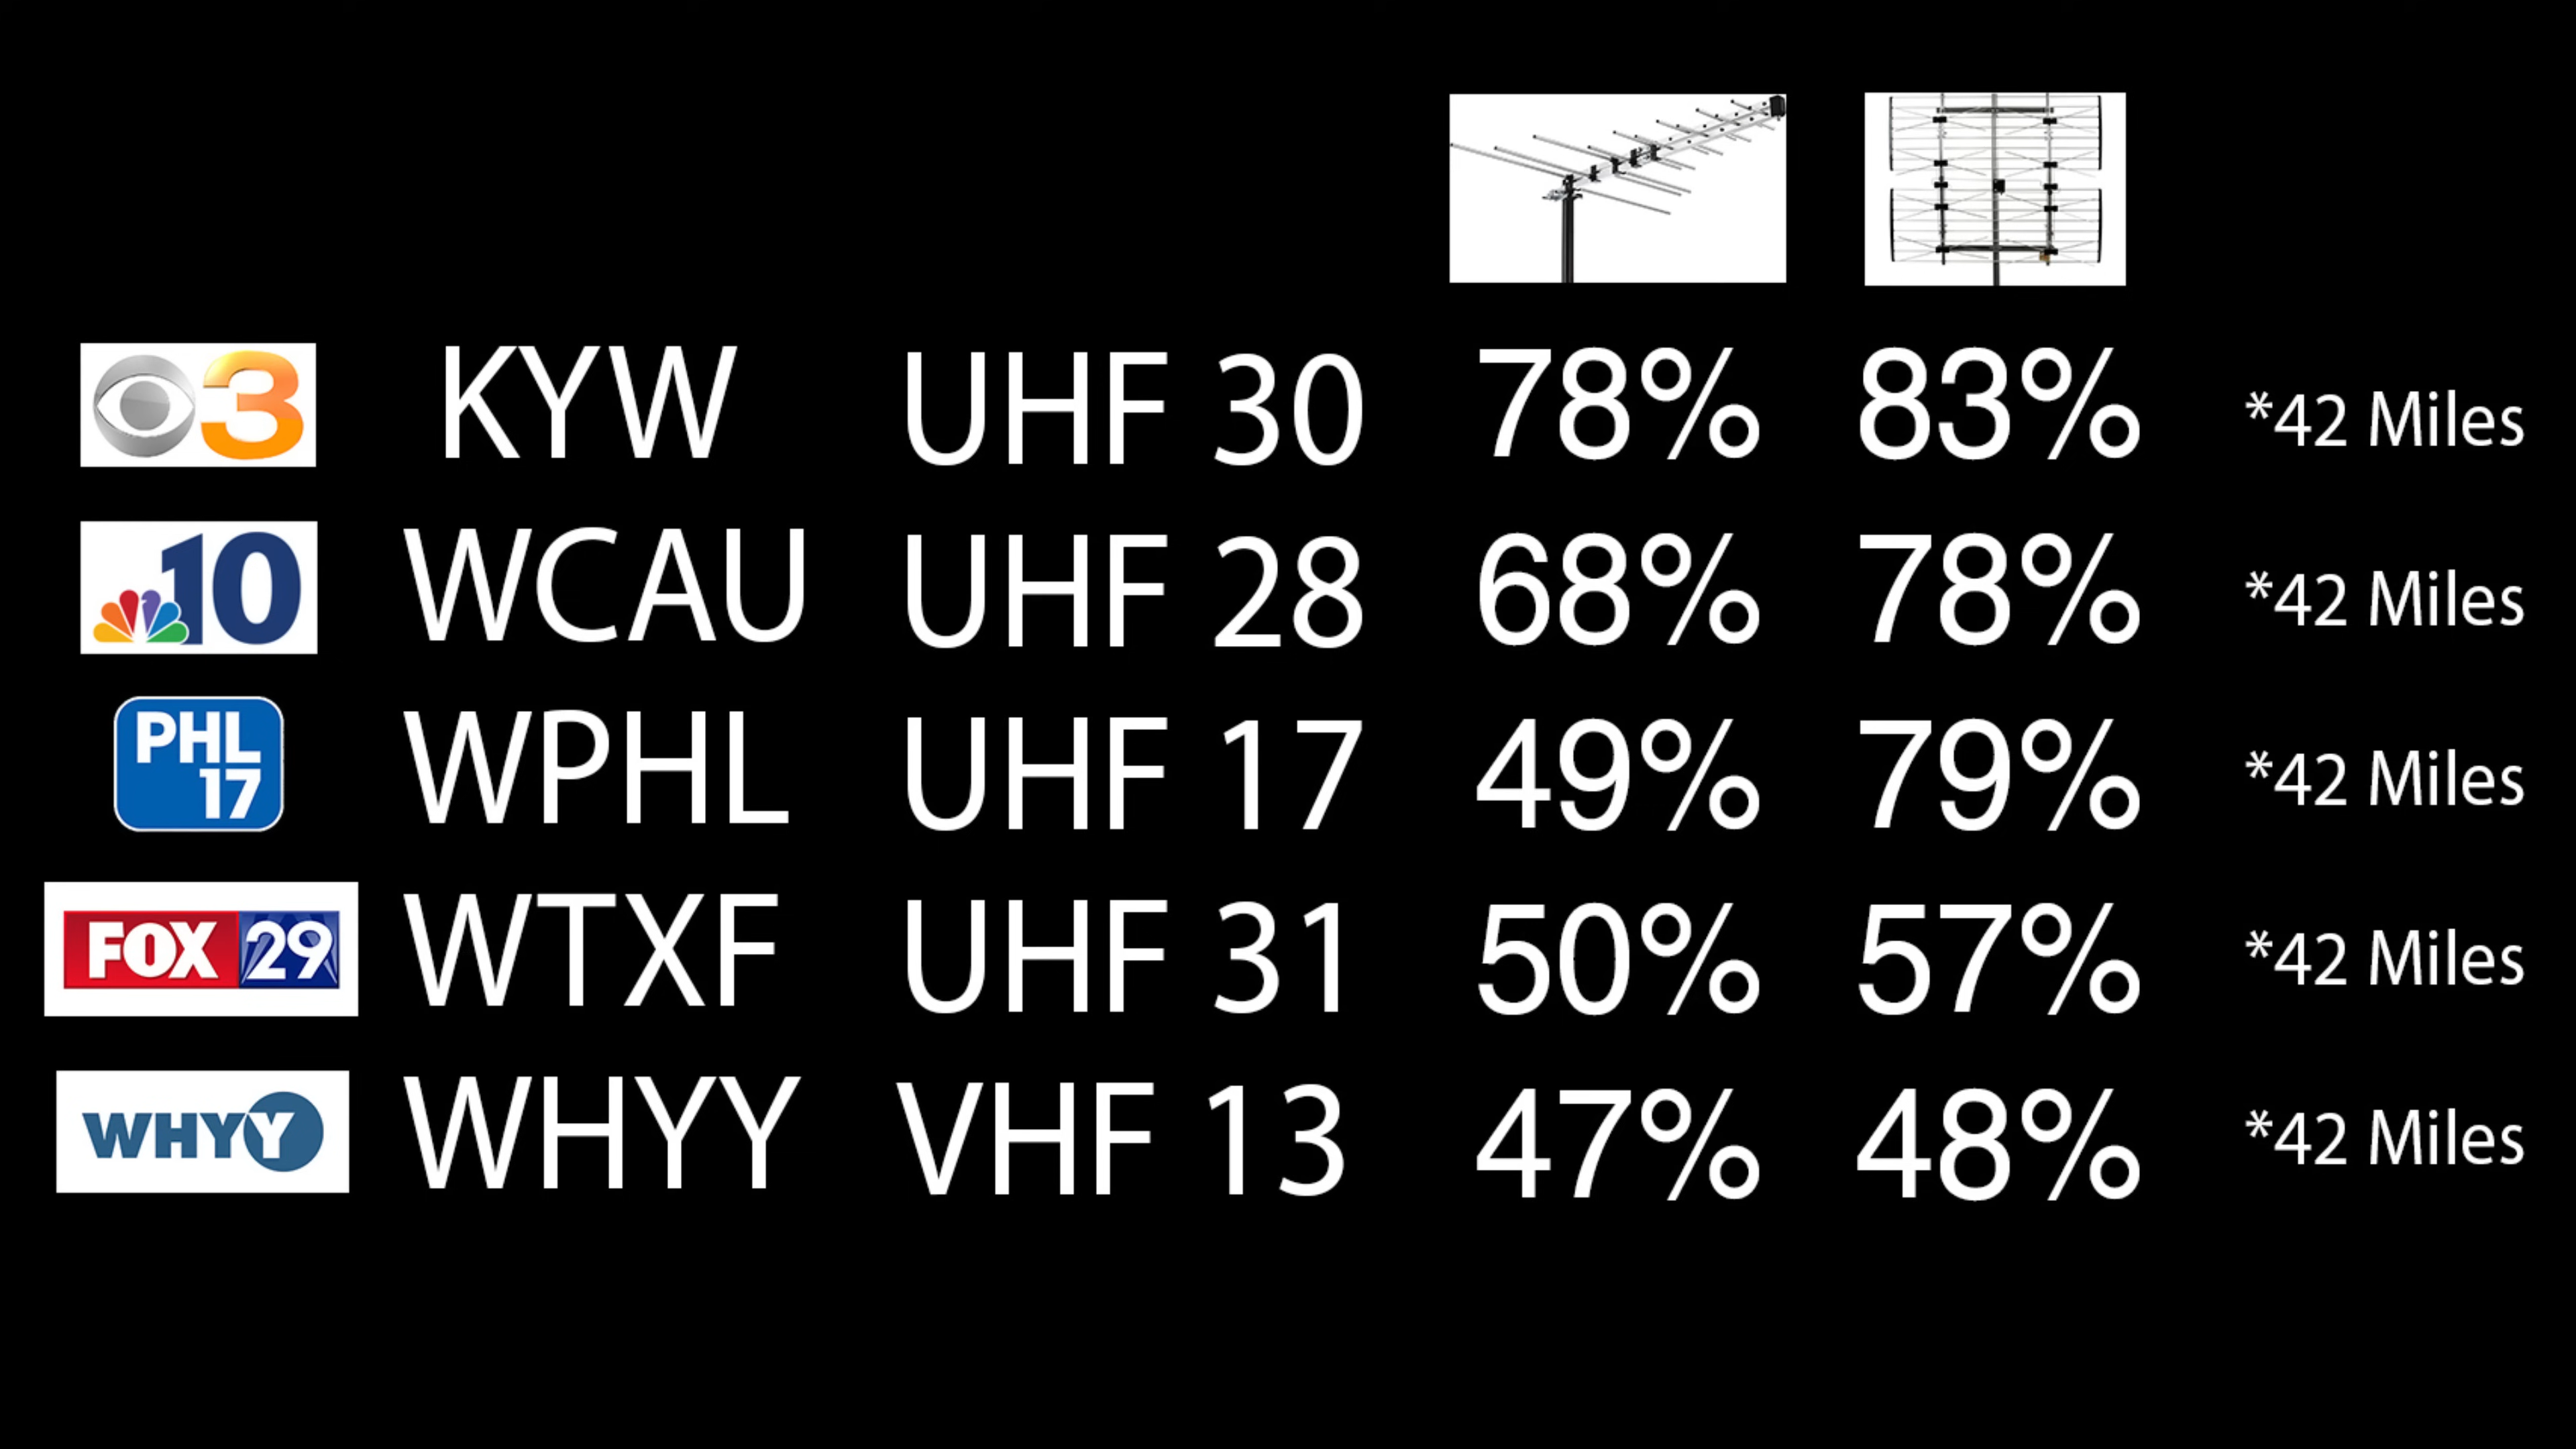 3 KYW UHF 30 78% 83% *42 Miles
10 WCAU UHF 28 68% 78% *42 Miles
PHL
17 WPHL UHF 17 49% 79% *42 Miles
FOX 29 WTXF UHF 31 50% 57% *42 Miles
WHYY WHYY VHF 13 47% 48% *42 Miles